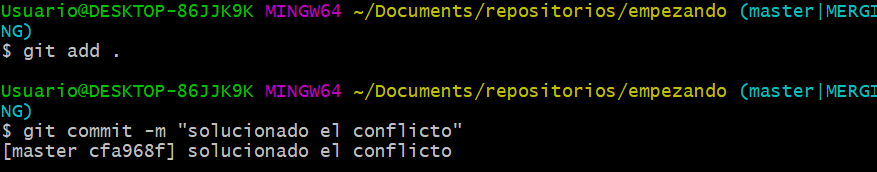 Usuario@DESKTOP-86JJK9K MINGW64 ~/Documents/repositorios/empezando (master|MERGI
NG)
$ git add .
Usuario@DESKTOP-86JJK9K MINGW64 ~/Documents/repositorios/empezando (master|MERGI
NG)
$ git commit -m "solucionado el conflicto"
[master cfa968f] solucionado el conflicto